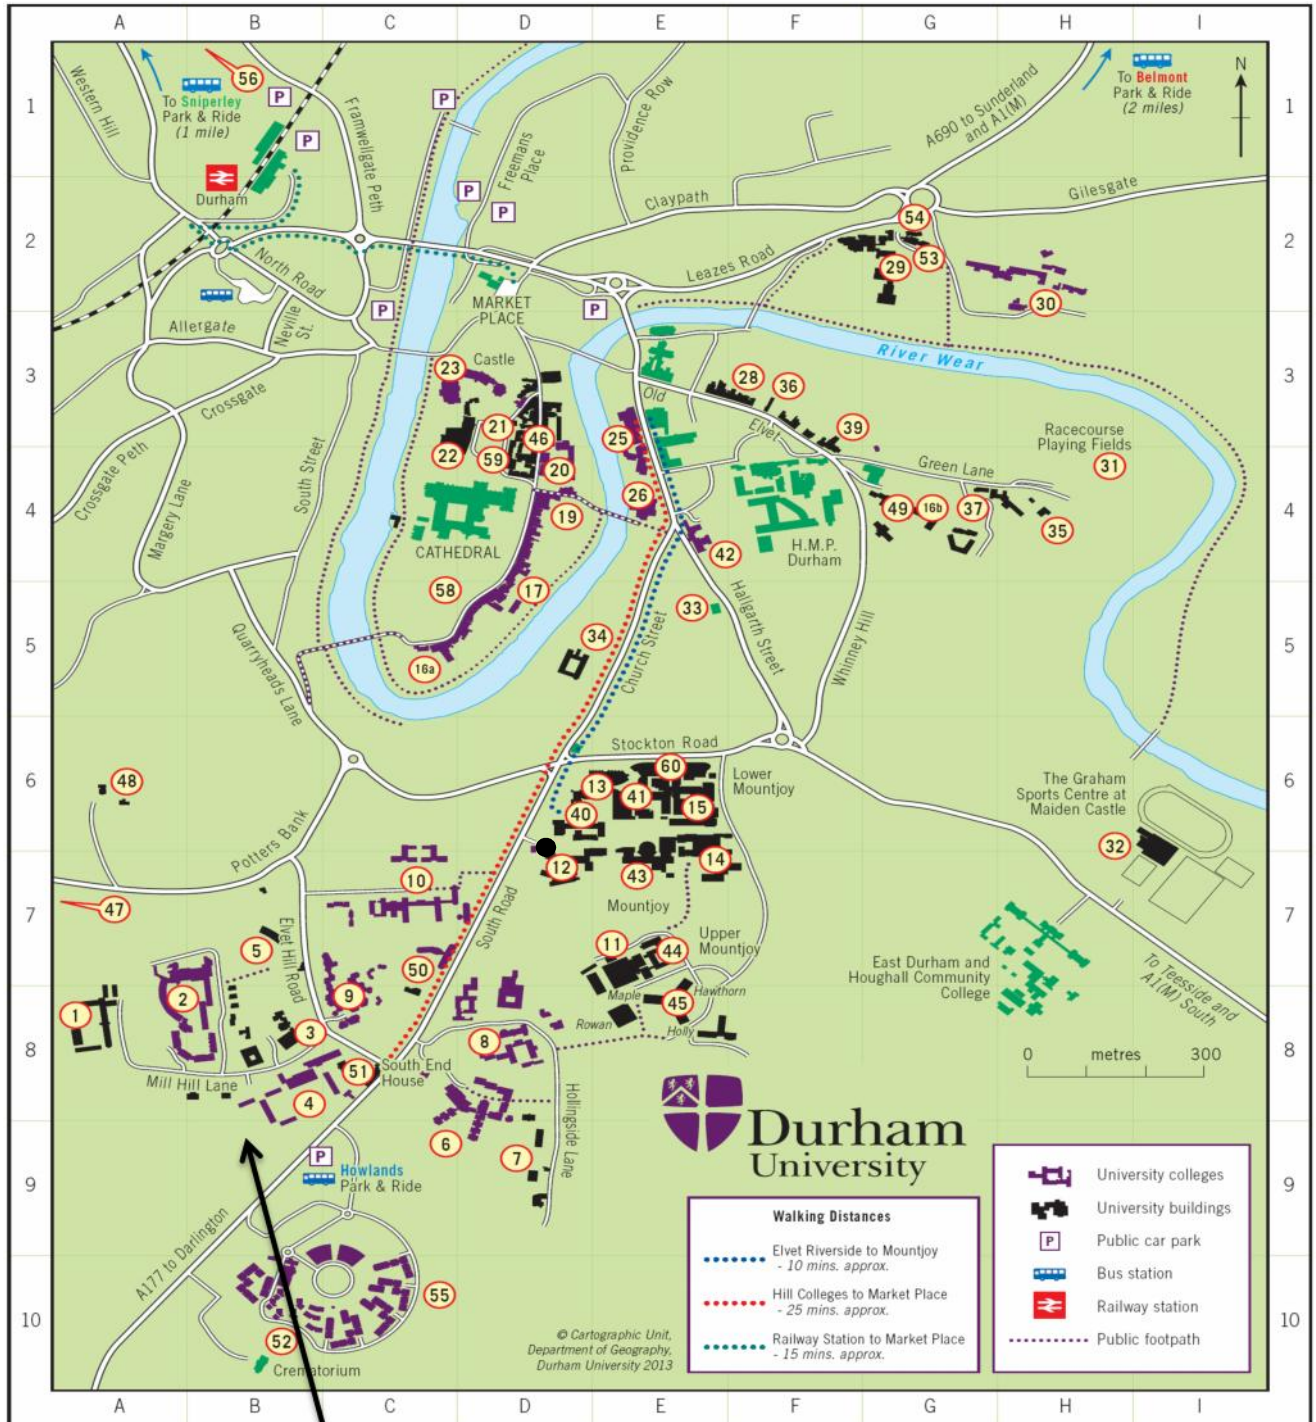 A B C D E F G H I
1
2
3
4
5
6
7
8
9
10
1
2
3
4
5
6
7
8
9
10
Western Hill
To Sniperley
Park & Ride
(1 mile)
56
P
P
P
Durham
Framwellgate Peth
Freemans
Place
Providence Row
To Belmont
Park & Ride
(2 miles)
N
A690 to Sunderland
and A1(M)
Gilesgate
Claypath
P
P
54
53
29
30
Leazes Road
North Road
Neville
St.
Allergate
P
MARKET
PLACE
P
River Wear
Crossgate
Crossgate Peth
Margery Lane
South Street
23
Castle
21
46
22
59
20
25
Old
Elvet
28
36
39
Racecourse
Playing Fields
31
Green Lane
26
19
CATHEDRAL
49
16b
37
35
42
H.M.P.
Durham
58
17
33
34
16a
Church Street
Hallgarth Street
Whinney Hill
Quarryheads Lane
Stockton Road
60
Lower
Mountjoy
13
41
15
40
12
43
14
48
Potters Bank
The Graham
Sports Centre at
Maiden Castle
32
10
47
Mountjoy
South Road
5
Elvet Hill Road
11
Upper
Mountjoy
44
50
East Durham and
Houghall Community
College
To Teesside and
A1(M) South
Maple
Hawthorn
45
Rowan
Holly
1
2
9
3
8
51
South End
House
Mill Hill Lane
4
0 metres 300
Hollingside Lane
6
7
Durham
University
P
Howlands
Park & Ride
A177 to Darlington
55
52
Crematorium
Walking Distances
Elvet Riverside to Mountjoy
- 10 mins. approx.
Hill Colleges to Market Place
- 25 mins. approx.
Railway Station to Market Place
- 15 mins. approx.
University colleges
University buildings
P Public car park
Bus station
Railway station
Public footpath
© Cartographic Unit,
Department of Geography,
Durham University 2013
A B C D E F G H I